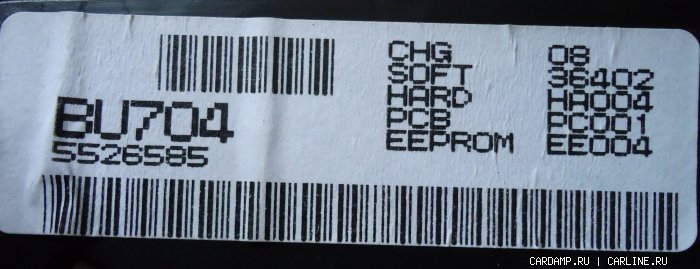 BU704
5526585
CHG 08
SOFT 36402
HARD HA004
PCB PC001
EEPROM EE004
CARDAMP.RU | CARLINE.RU